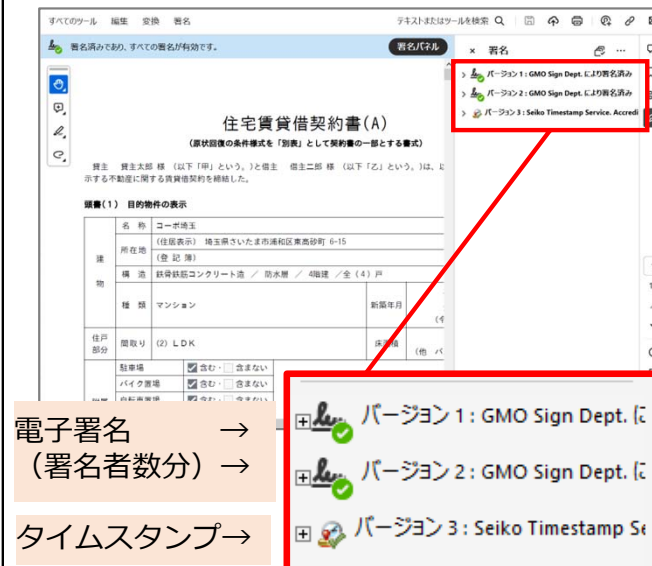 すべてのツール 編集 変換 署名 テキストまたはツールを検索
署名済みであり、すべての署名が有効です。 署名パネル
× 署名
バージョン 1 : GMO Sign Dept. により署名済み
バージョン 2 : GMO Sign Dept. により署名済み
バージョン 3 : Seiko Timestamp Service. Accredi
住宅賃貸借契約書(A)
(原状回復の条件様式を「別表」として契約書の一部とする書式)
貸主 貸主太郎 様 (以下「甲」という。)と借主 借主二郎 様 (以下「乙」という。)は、
示する不動産に関する賃貸借契約を締結した。
頭書(1) 目的物件の表示
建物
名 称 コーポ埼玉
所在地 (住居表示) 埼玉県さいたま市浦和区東高砂町 6-15
(登 記 簿)
構 造 鉄骨鉄筋コンクリート造 / 防水層 / 4階建 /全 (4) 戸
種 類 マンション 新築年月
住戸部分 間取り (2) LDK
(他
駐車場 含む・ 含まない
バイク置場 含む・ 含まない
自転車置場 含む・ 含まない
電子署名 →
(署名者数分)→
タイムスタンプ→
バージョン 1 : GMO Sign Dept. に
バージョン 2 : GMO Sign Dept. に
バージョン 3 : Seiko Timestamp Se